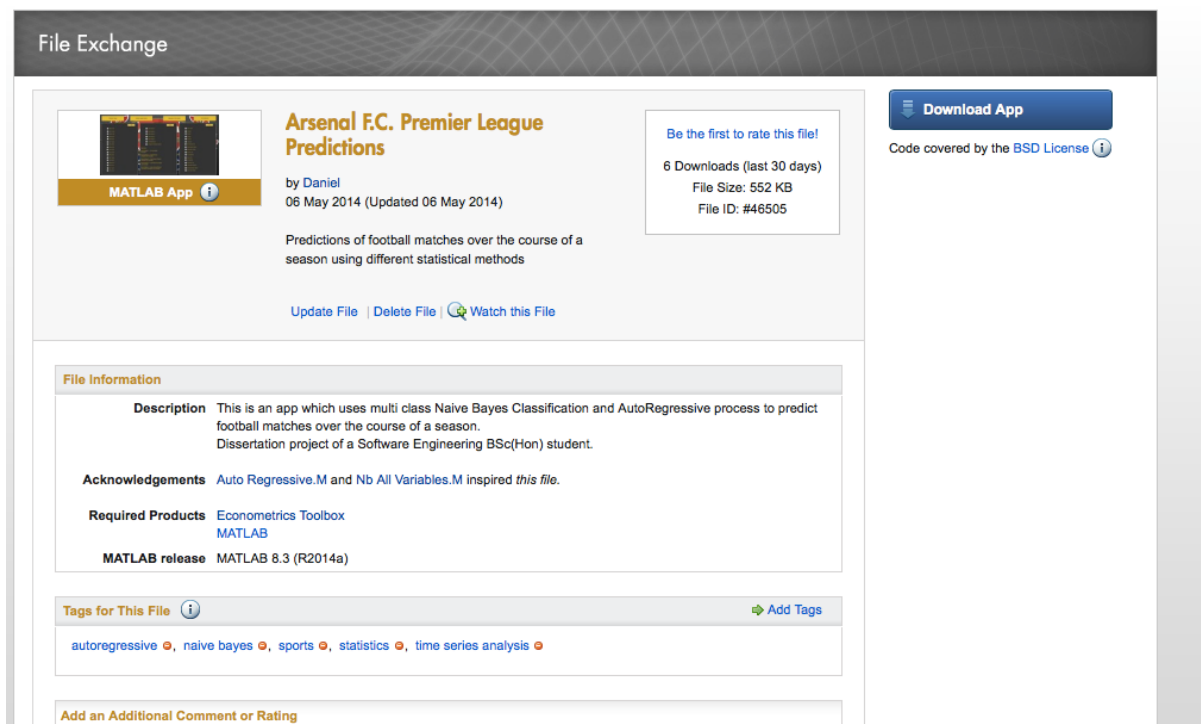 File Exchange
MATLAB App
Arsenal F.C. Premier League
Predictions
by Daniel
06 May 2014 (Updated 06 May 2014)
Predictions of football matches over the course of a
season using different statistical methods
Update File | Delete File | Watch this File
Be the first to rate this file!
6 Downloads (last 30 days)
File Size: 552 KB
File ID: #46505
Download App
Code covered by the BSD License
File Information
Description This is an app which uses multi class Naive Bayes Classification and AutoRegressive process to predict
football matches over the course of a season.
Dissertation project of a Software Engineering BSc(Hon) student.
Acknowledgements Auto Regressive.M and Nb All Variables.M inspired this file.
Required Products Econometrics Toolbox
MATLAB
MATLAB release MATLAB 8.3 (R2014a)
Tags for This File Add Tags
autoregressive , naive bayes , sports , statistics , time series analysis
Add an Additional Comment or Rating